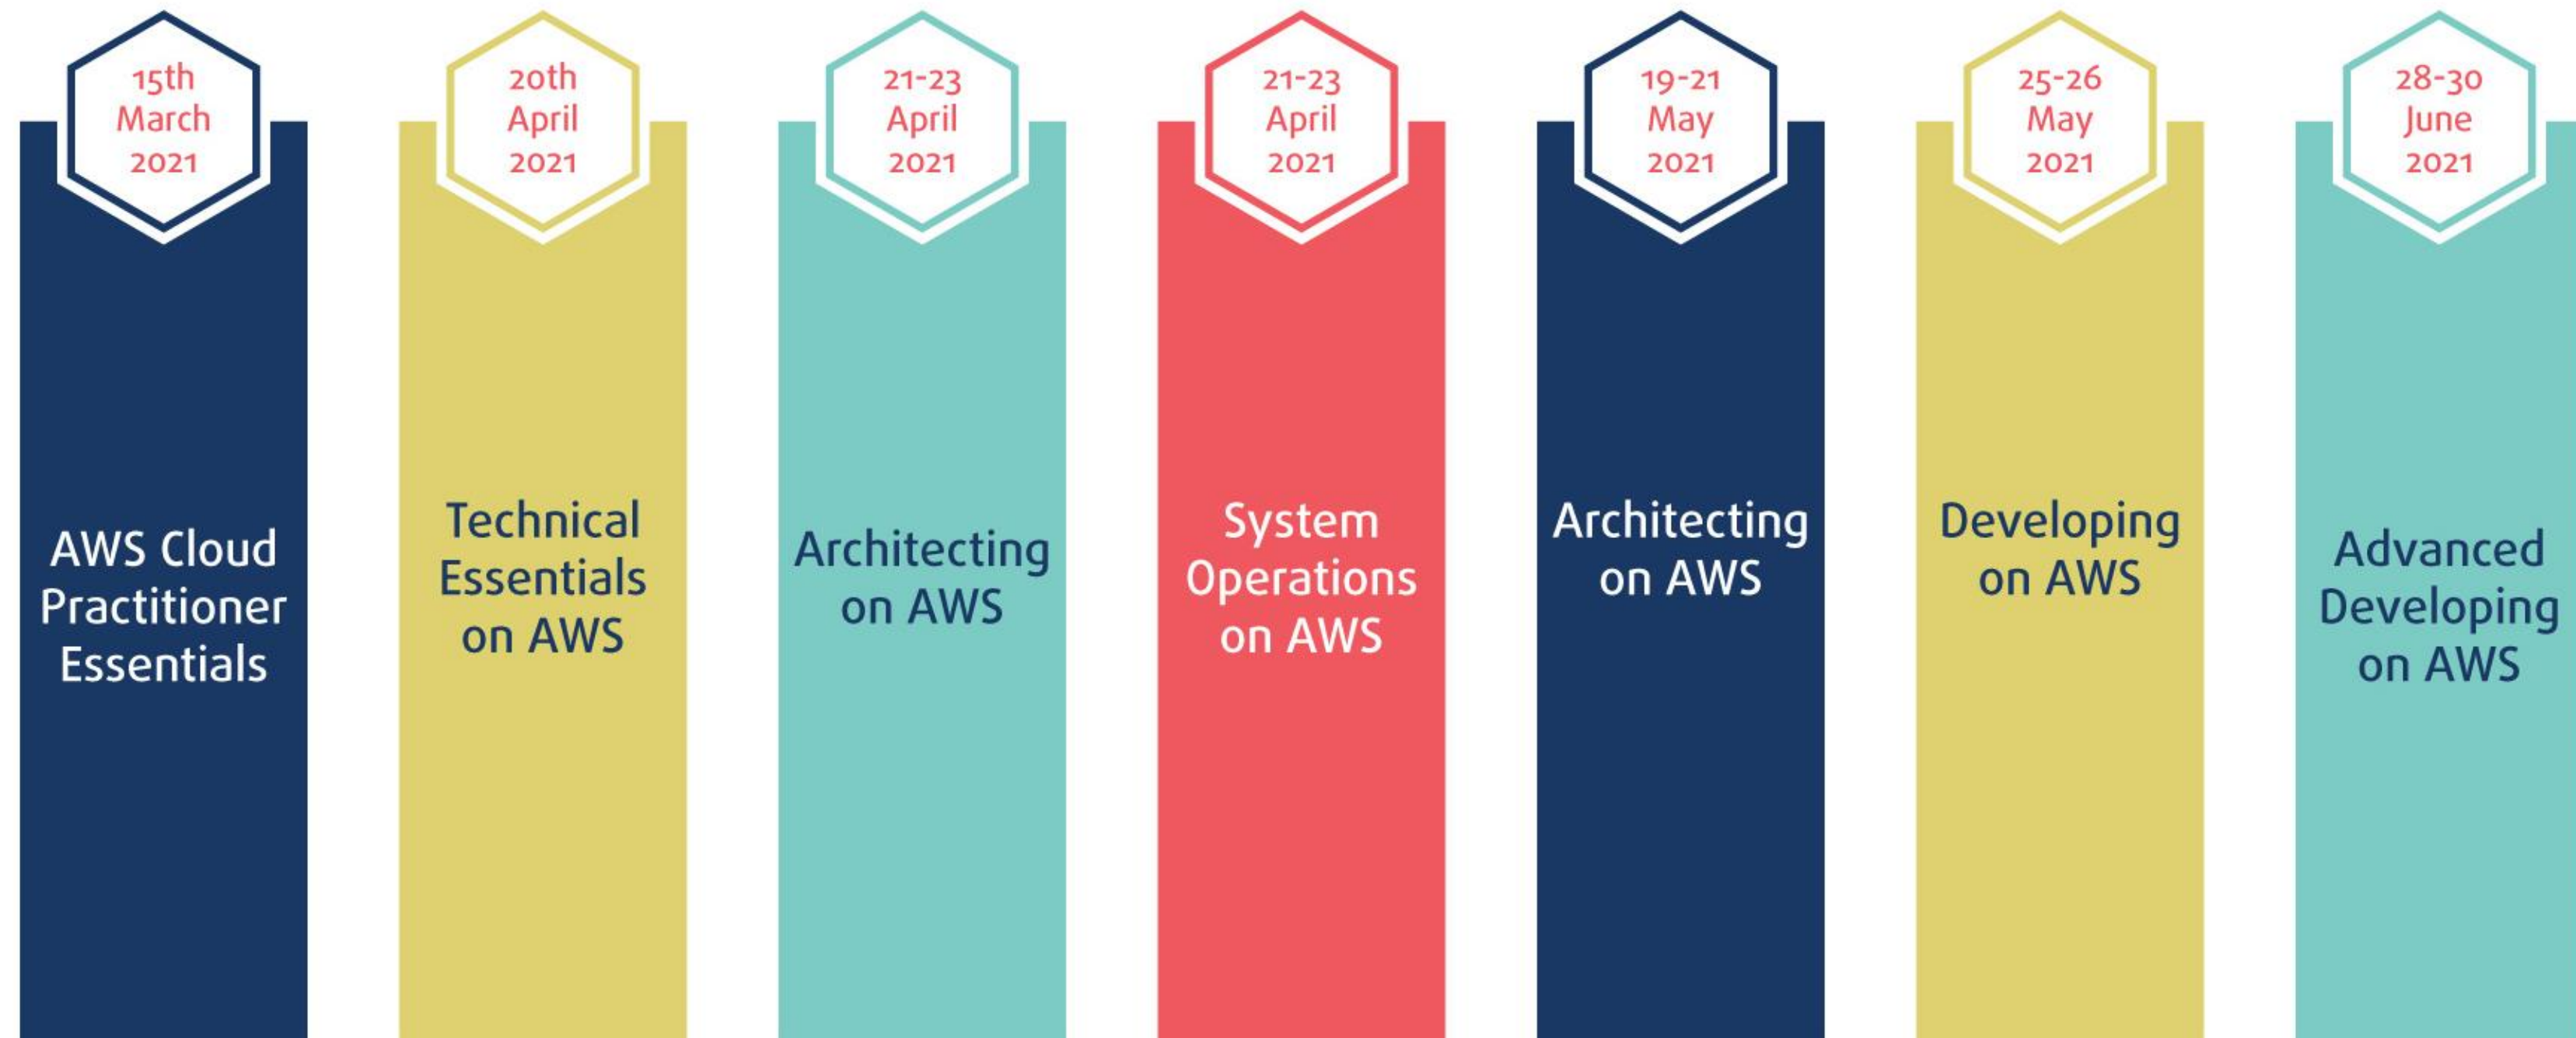 15th
March
2021
AWS Cloud
Practitioner
Essentials
20th
April
2021
Technical
Essentials
on AWS
21-23
April
2021
Architecting
on AWS
21-23
April
2021
System
Operations
on AWS
19-21
May
2021
Architecting
on AWS
25-26
May
2021
Developing
on AWS
28-30
June
2021
Advanced
Developing
on AWS